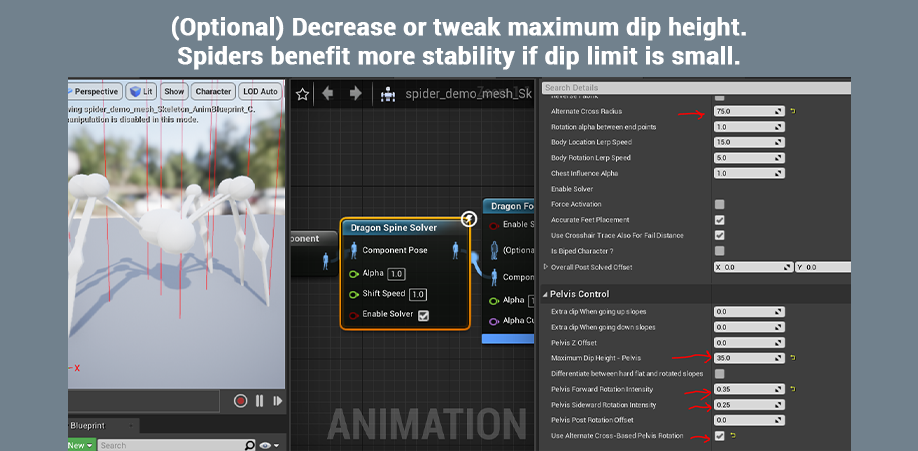 (Optional) Decrease or tweak maximum dip height.
Spiders benefit more stability if dip limit is small.
Perspective Lit Show Character LOD Auto
ving spider_demo_mesh_Skeleton_AnimBlueprint_C.
anipulation is disabled in this mode.
X
Blueprint
New Search
spider_demo_mesh_Sk
ponent
Dragon Spine Solver
Component Pose
Alpha 1.0
Shift Speed 1.0
Enable Solver
Dragon Fo
Enable S
(Optiona
Compon
Alpha 1
Alpha Cu
ANIMATION
Search Details
Alternate Cross Radius 75.0
Rotation alpha between end points 1.0
Body Location Lerp Speed 15.0
Body Rotation Lerp Speed 5.0
Chest Influence Alpha 1.0
Enable Solver
Force Activation
Accurate Feet Placement
Use Crosshair Trace Also For Fail Distance
Is Biped Character ?
Overall Post Solved Offset X 0.0 Y 0.0
Pelvis Control
Extra dip When going up slopes 0.0
Extra dip When going down slopes 0.0
Pelvis Z Offset 0.0
Maximum Dip Height - Pelvis 35.0
Differentiate between hard flat and rotated slopes
Pelvis Forward Rotation Intensity 0.35
Pelvis Sideward Rotation Intensity 0.25
Pelvis Post Rotation Offset 0.0
Use Alternate Cross-Based Pelvis Rotation